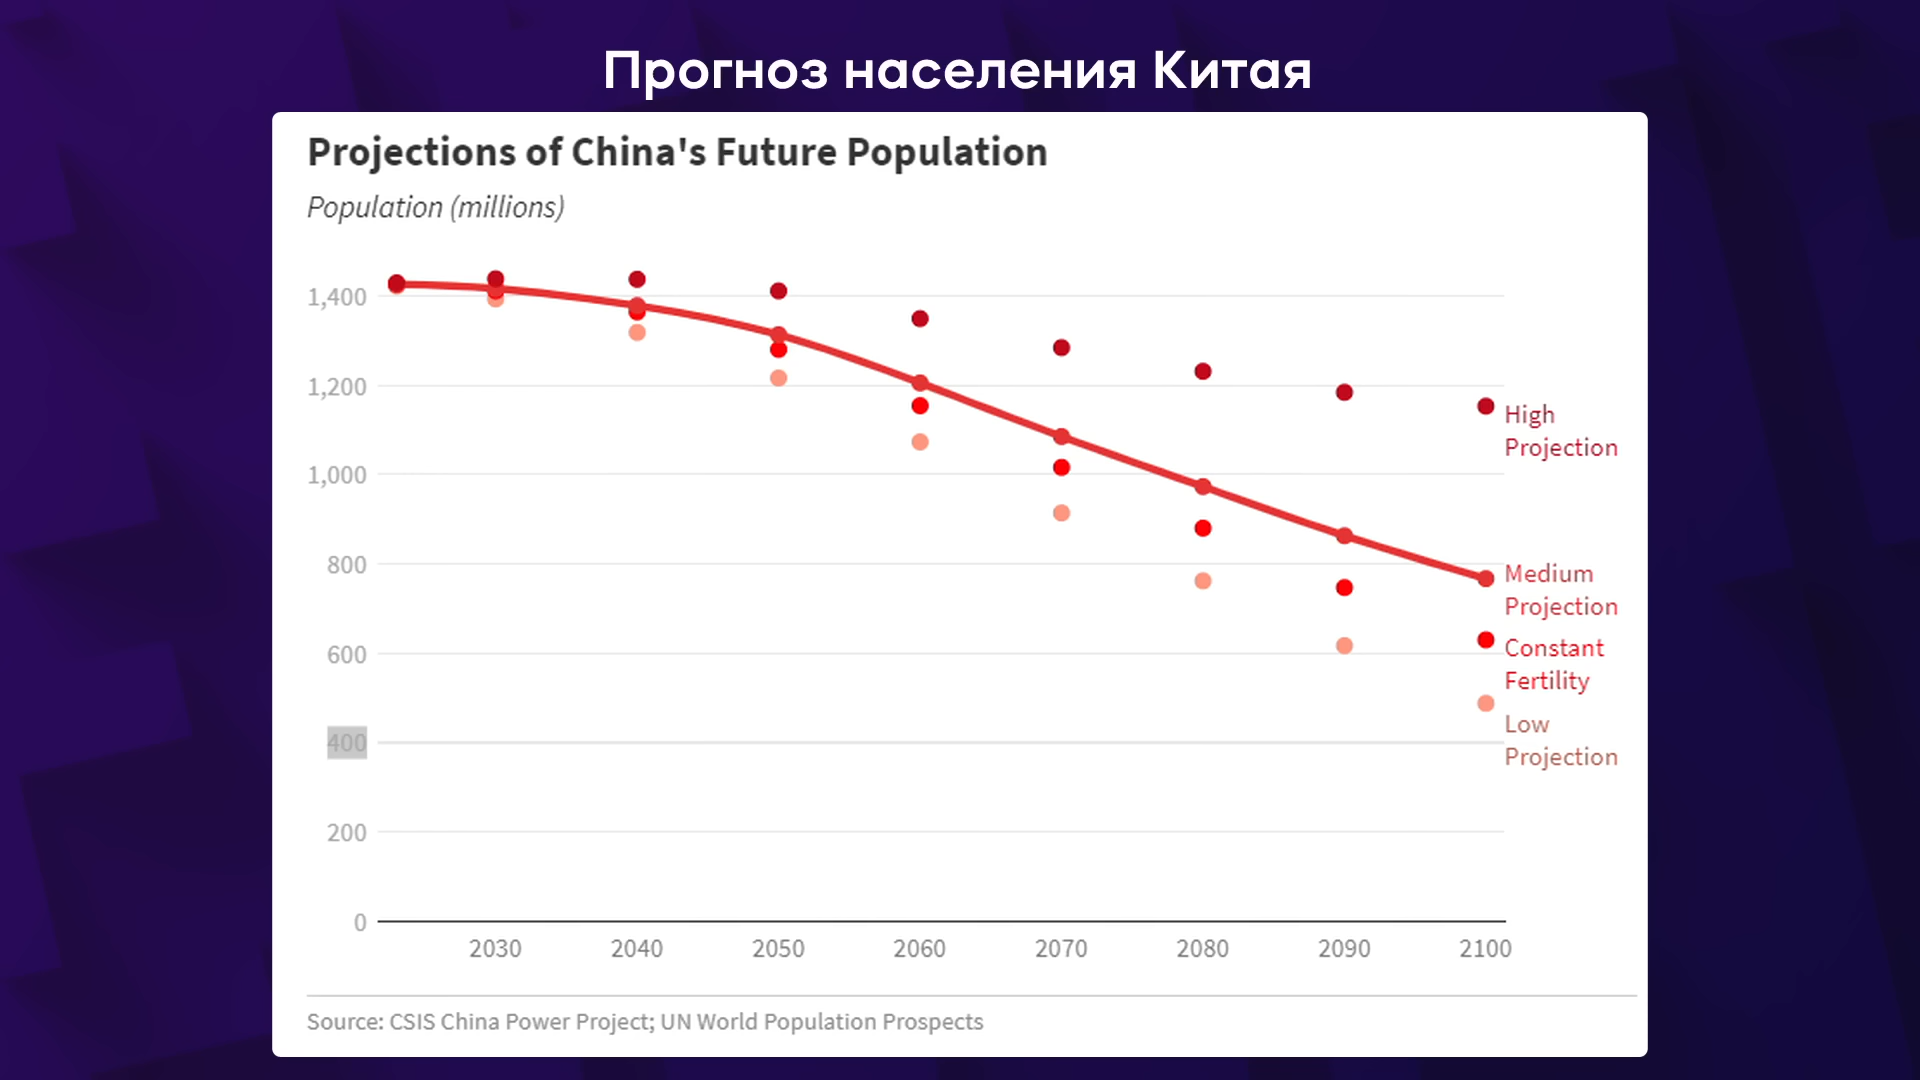 Прогноз населения Китая
Projections of China's Future Population
Population (millions)
1,400
1,200
1,000
800
600
400
200
0
High
Projection
Medium
Projection
Constant
Fertility
Low
Projection
2030 2040 2050 2060 2070 2080 2090 2100
Source: CSIS China Power Project; UN World Population Prospects